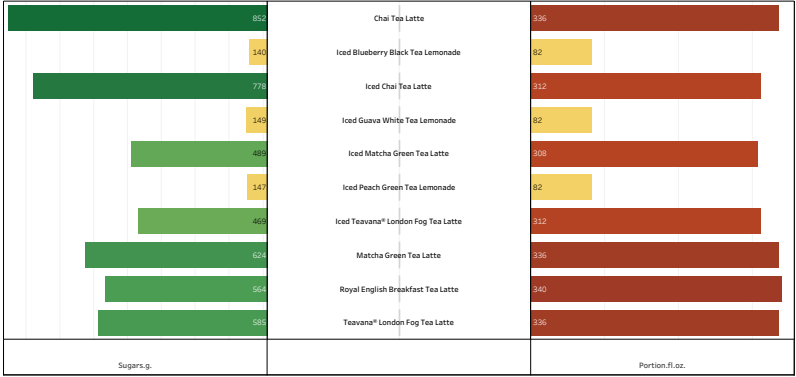 852 Chai Tea Latte 336
140 Iced Blueberry Black Tea Lemonade 82
778 Iced Chai Tea Latte 312
149 Iced Guava White Tea Lemonade 82
489 Iced Matcha Green Tea Latte 308
147 Iced Peach Green Tea Lemonade 82
469 Iced Teavana® London Fog Tea Latte 312
624 Matcha Green Tea Latte 336
564 Royal English Breakfast Tea Latte 340
585 Teavana® London Fog Tea Latte 336
Sugars.g. Portion.fl.oz.